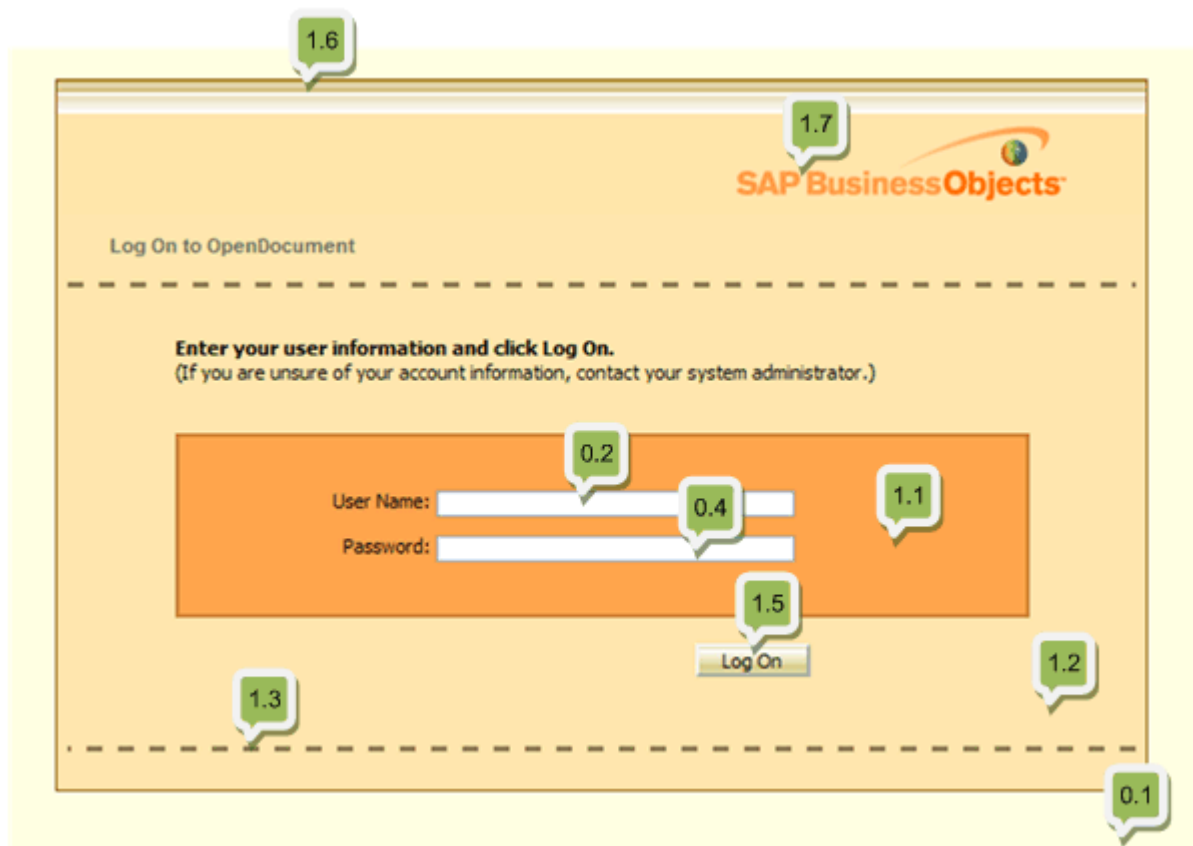 1.6
1.7
SAP BusinessObjects™
Log On to OpenDocument
Enter your user information and click Log On.
(If you are unsure of your account information, contact your system administrator.)
0.2
User Name:
0.4
1.1
Password:
1.5
Log On
1.2
1.3
0.1